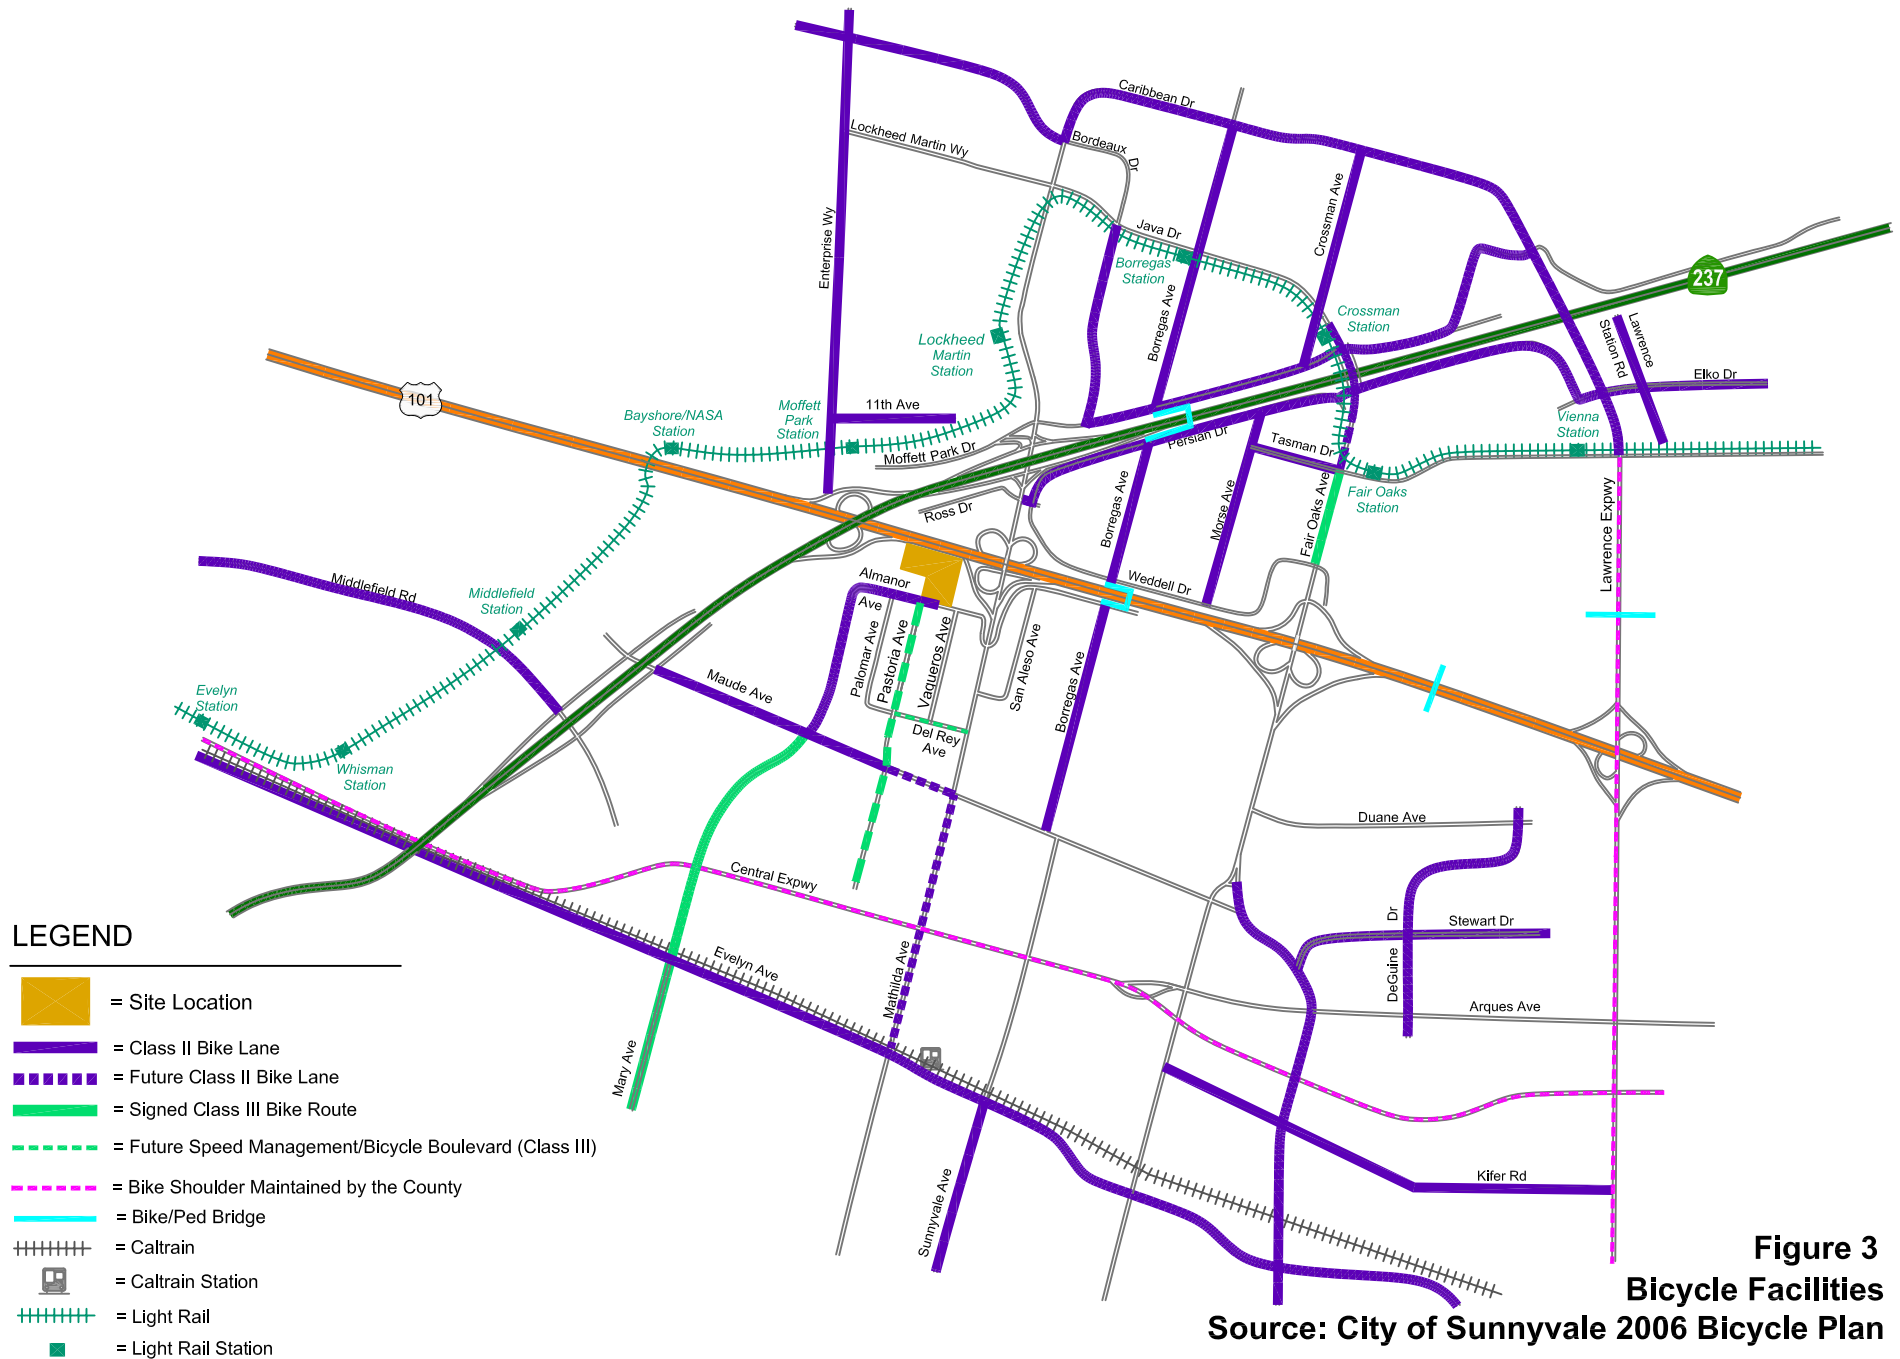 Caribbean Dr
Lockheed Martin Wy
Bordeaux
Dr
Enterprise Wy
Crossman Ave
Java Dr
Borregas
Station
Borregas Ave
237
Crossman
Station
Lawrence
Station Rd
Elko Dr
Lockheed
Martin
Station
101
Bayshore/NASA
Station
Moffett
Park
Station
11th Ave
Moffett Park Dr
Persian Dr
Tasman Dr
Vienna
Station
Fair Oaks
Station
Ross Dr
Borregas Ave
Morse Ave
Fair Oaks Ave
Lawrence Expwy
Middlefield Rd
Middlefield
Station
Almanor
Ave
Weddell Dr
Palomar Ave
Pastoria Ave
Vaqueros Ave
San Aleso Ave
Borregas Ave
Maude Ave
Evelyn
Station
Whisman
Station
Del Rey
Ave
Duane Ave
Central Expwy
Stewart Dr
DeGuine
Dr
Evelyn Ave
Mathilda Ave
Arques Ave
Mary Ave
Sunnyvale Ave
Kifer Rd
LEGEND
= Site Location
= Class II Bike Lane
= Future Class II Bike Lane
= Signed Class III Bike Route
= Future Speed Management/Bicycle Boulevard (Class III)
= Bike Shoulder Maintained by the County
= Bike/Ped Bridge
= Caltrain
= Caltrain Station
= Light Rail
= Light Rail Station
Figure 3
Bicycle Facilities
Source: City of Sunnyvale 2006 Bicycle Plan